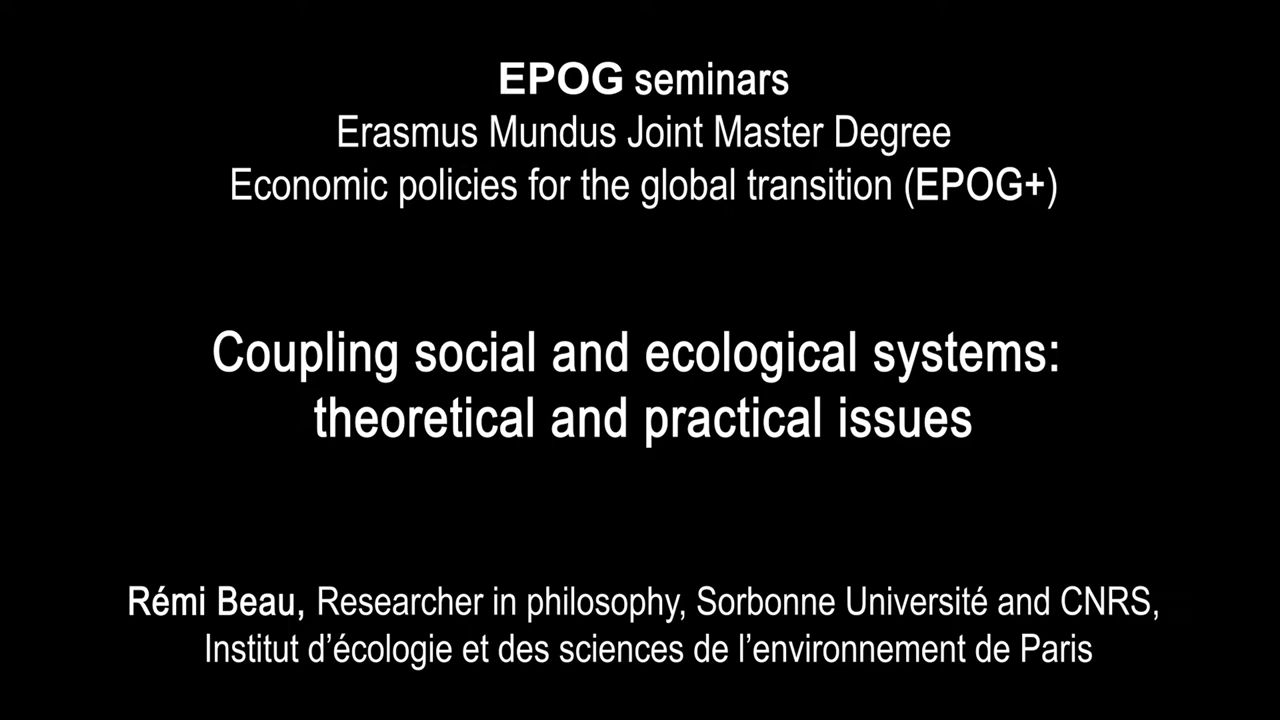 EPOG seminars
Erasmus Mundus Joint Master Degree
Economic policies for the global transition (EPOG+)
Coupling social and ecological systems:
theoretical and practical issues
Rémi Beau, Researcher in philosophy, Sorbonne Université and CNRS,
Institut d’écologie et des sciences de l’environnement de Paris